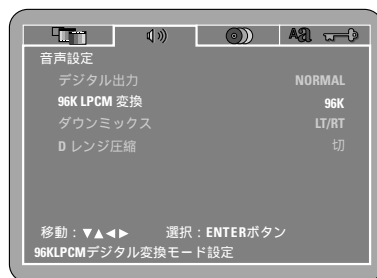 Aa
音声設定
デジタル出力 NORMAL
96K LPCM 変換 96K
ダウンミックス LT/RT
D レンジ圧縮 切
移動：▼▲◀▶ 選択：ENTERボタン
96KLPCMデジタル変換モード設定